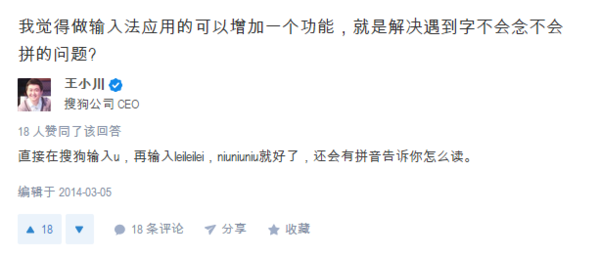 我觉得做输入法应用的可以增加一个功能，就是解决遇到字不会念不会
拼的问题？
王小川
搜狗公司 CEO
18 人赞同了该回答
直接在搜狗输入u，再输入leileilei，niuniuniu就好了，还会有拼音告诉你怎么读。
编辑于 2014-03-05
18 18 条评论 分享 收藏